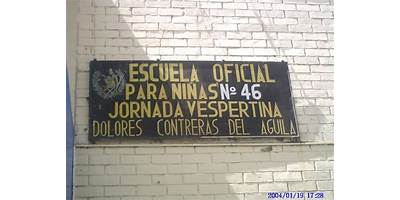 ESCUELA OFICIAL
PARA NIÑAS Nº 46
JORNADA VESPERTINA
DOLORES CONTRERAS DEL AGUILA
2004/01/19 17:28